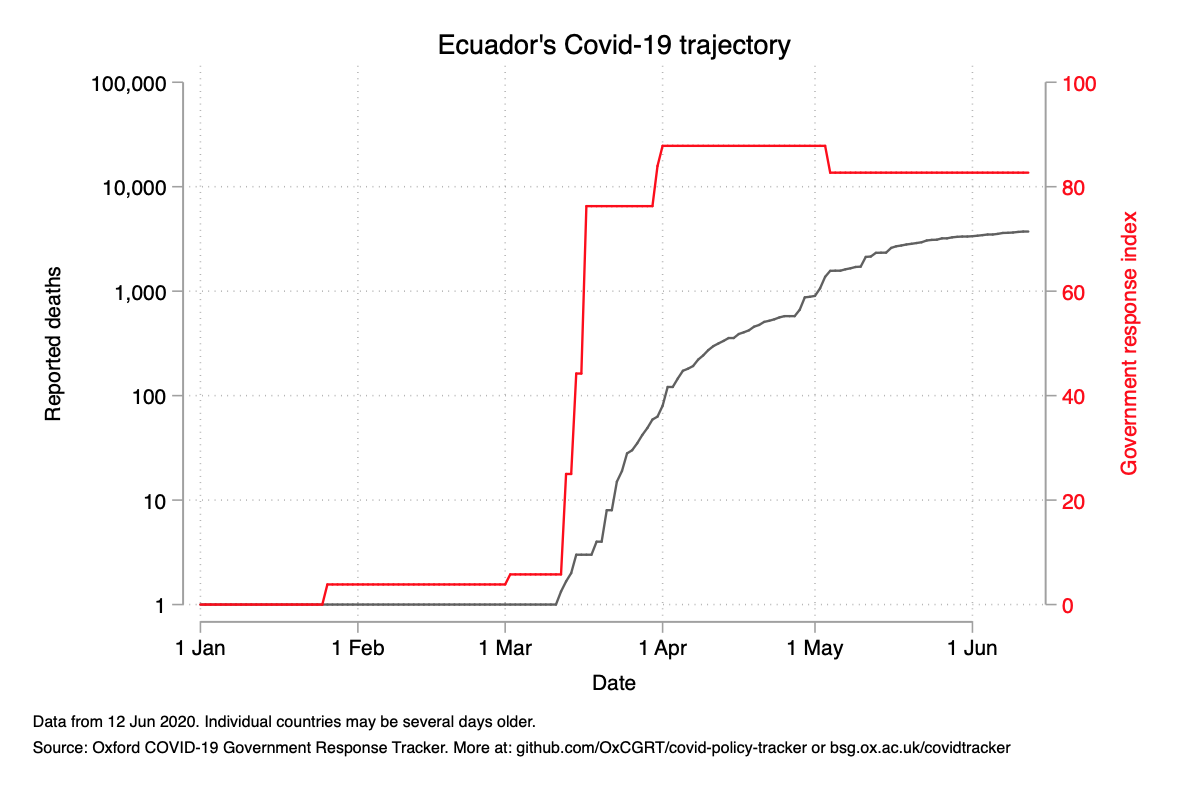 Ecuador's Covid-19 trajectory
100,000
10,000
1,000
100
10
1
Reported deaths
100
80
60
40
20
0
Government response index
1 Jan 1 Feb 1 Mar 1 Apr 1 May 1 Jun
Date
Data from 12 Jun 2020. Individual countries may be several days older.
Source: Oxford COVID-19 Government Response Tracker. More at: github.com/OxCGRT/covid-policy-tracker or bsg.ox.ac.uk/covidtracker